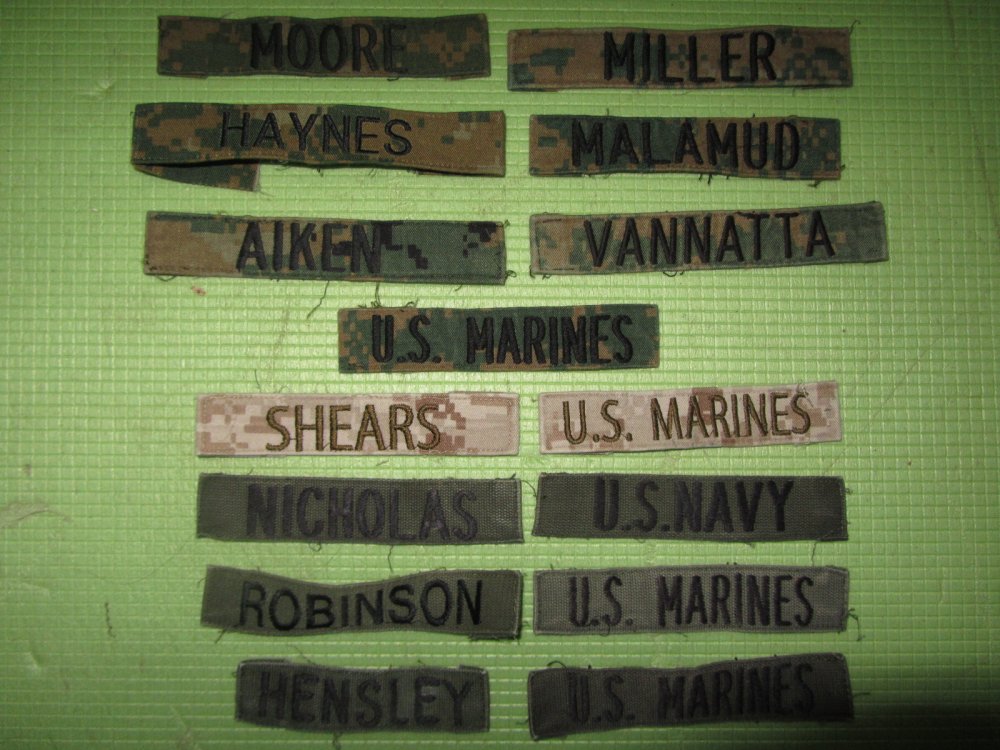 MOORE
MILLER
HAYNES
MALAMUD
AIKEN
VANNATTA
U.S. MARINES
SHEARS
U.S. MARINES
NICHOLAS
U.S.NAVY
ROBINSON
U.S. MARINES
HENSLEY
U.S. MARINES